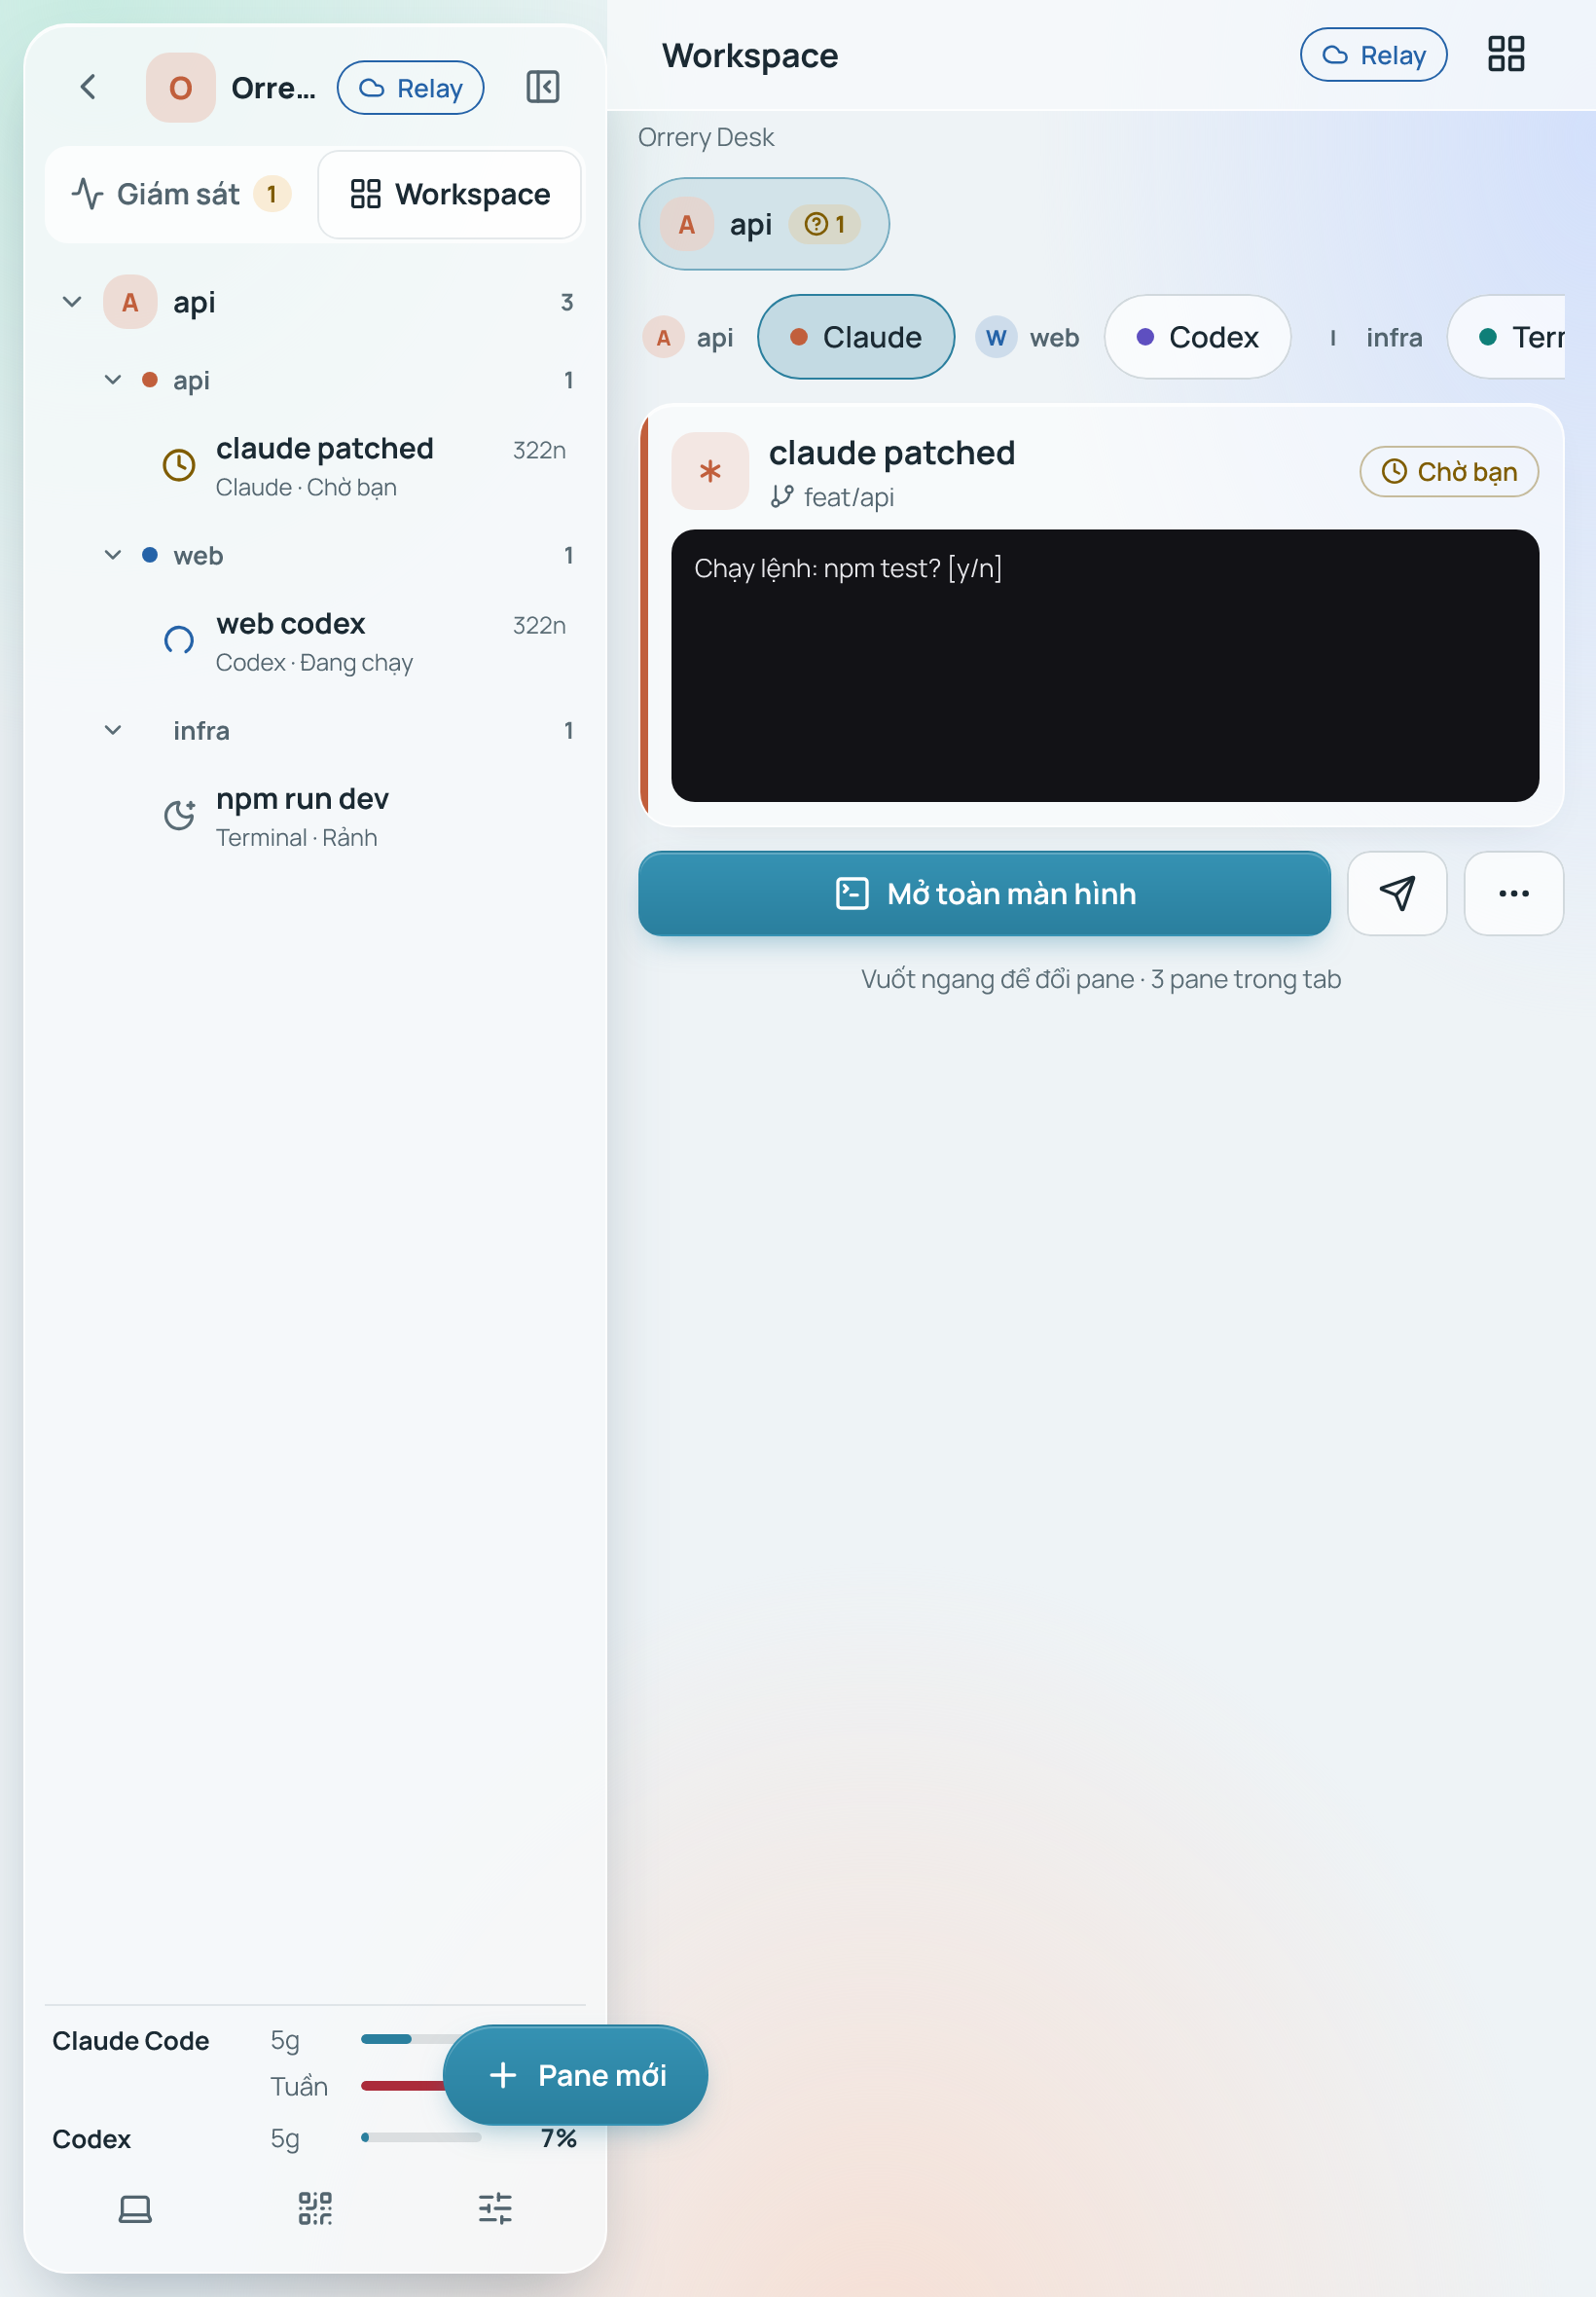 O Orre... Relay
Giám sát 1 Workspace
A api 3
api 1
claude patched 322n
Claude · Chờ bạn
web 1
web codex 322n
Codex · Đang chạy
infra 1
npm run dev
Terminal · Rảnh
Claude Code 5g
Tuần
Codex 5g 7%
Workspace Relay
Orrery Desk
A api 1
A api Claude W web Codex I infra
claude patched
feat/api
Chờ bạn
Chạy lệnh: npm test? [y/n]
Mở toàn màn hình
Vuốt ngang để đổi pane · 3 pane trong tab
Pane mới